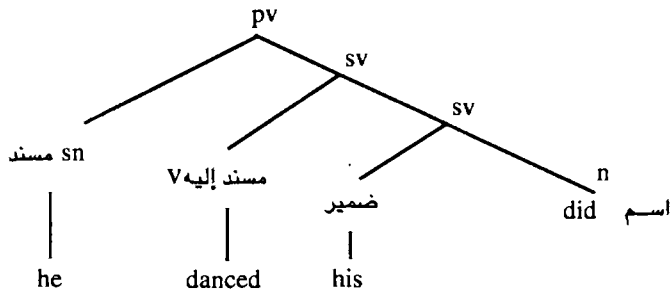 pv
sv
sv
n
sn مسند
مسند إليه v
ضمير
did اسم
he
danced
his